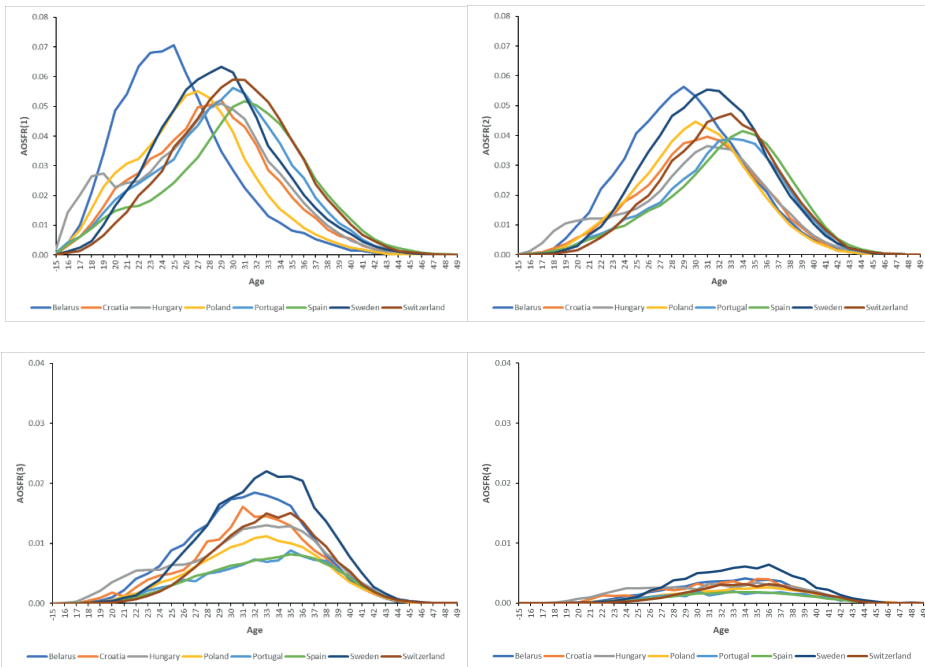 0.08
0.07
0.06
0.05
0.04
0.03
0.02
0.01
0.00
AOSFR(1)
-15 16 17 18 19 20 21 22 23 24 25 26 27 28 29 30 31 32 33 34 35 36 37 38 39 40 41 42 43 44 45 46 47 48 49
Age
Belarus Croatia Hungary Poland Portugal Spain Sweden Switzerland
0.08
0.07
0.06
0.05
0.04
0.03
0.02
0.01
0.00
AOSFR(2)
-15 16 17 18 19 20 21 22 23 24 25 26 27 28 29 30 31 32 33 34 35 36 37 38 39 40 41 42 43 44 45 46 47 48 49
Age
Belarus Croatia Hungary Poland Portugal Spain Sweden Switzerland
0.04
0.03
0.02
0.01
0.00
AOSFR(3)
-15 16 17 18 19 20 21 22 23 24 25 26 27 28 29 30 31 32 33 34 35 36 37 38 39 40 41 42 43 44 45 46 47 48 49
Age
Belarus Croatia Hungary Poland Portugal Spain Sweden Switzerland
0.04
0.03
0.02
0.01
0.00
AOSFR(4)
-15 16 17 18 19 20 21 22 23 24 25 26 27 28 29 30 31 32 33 34 35 36 37 38 39 40 41 42 43 44 45 46 47 48 49
Age
Belarus Croatia Hungary Poland Portugal Spain Sweden Switzerland